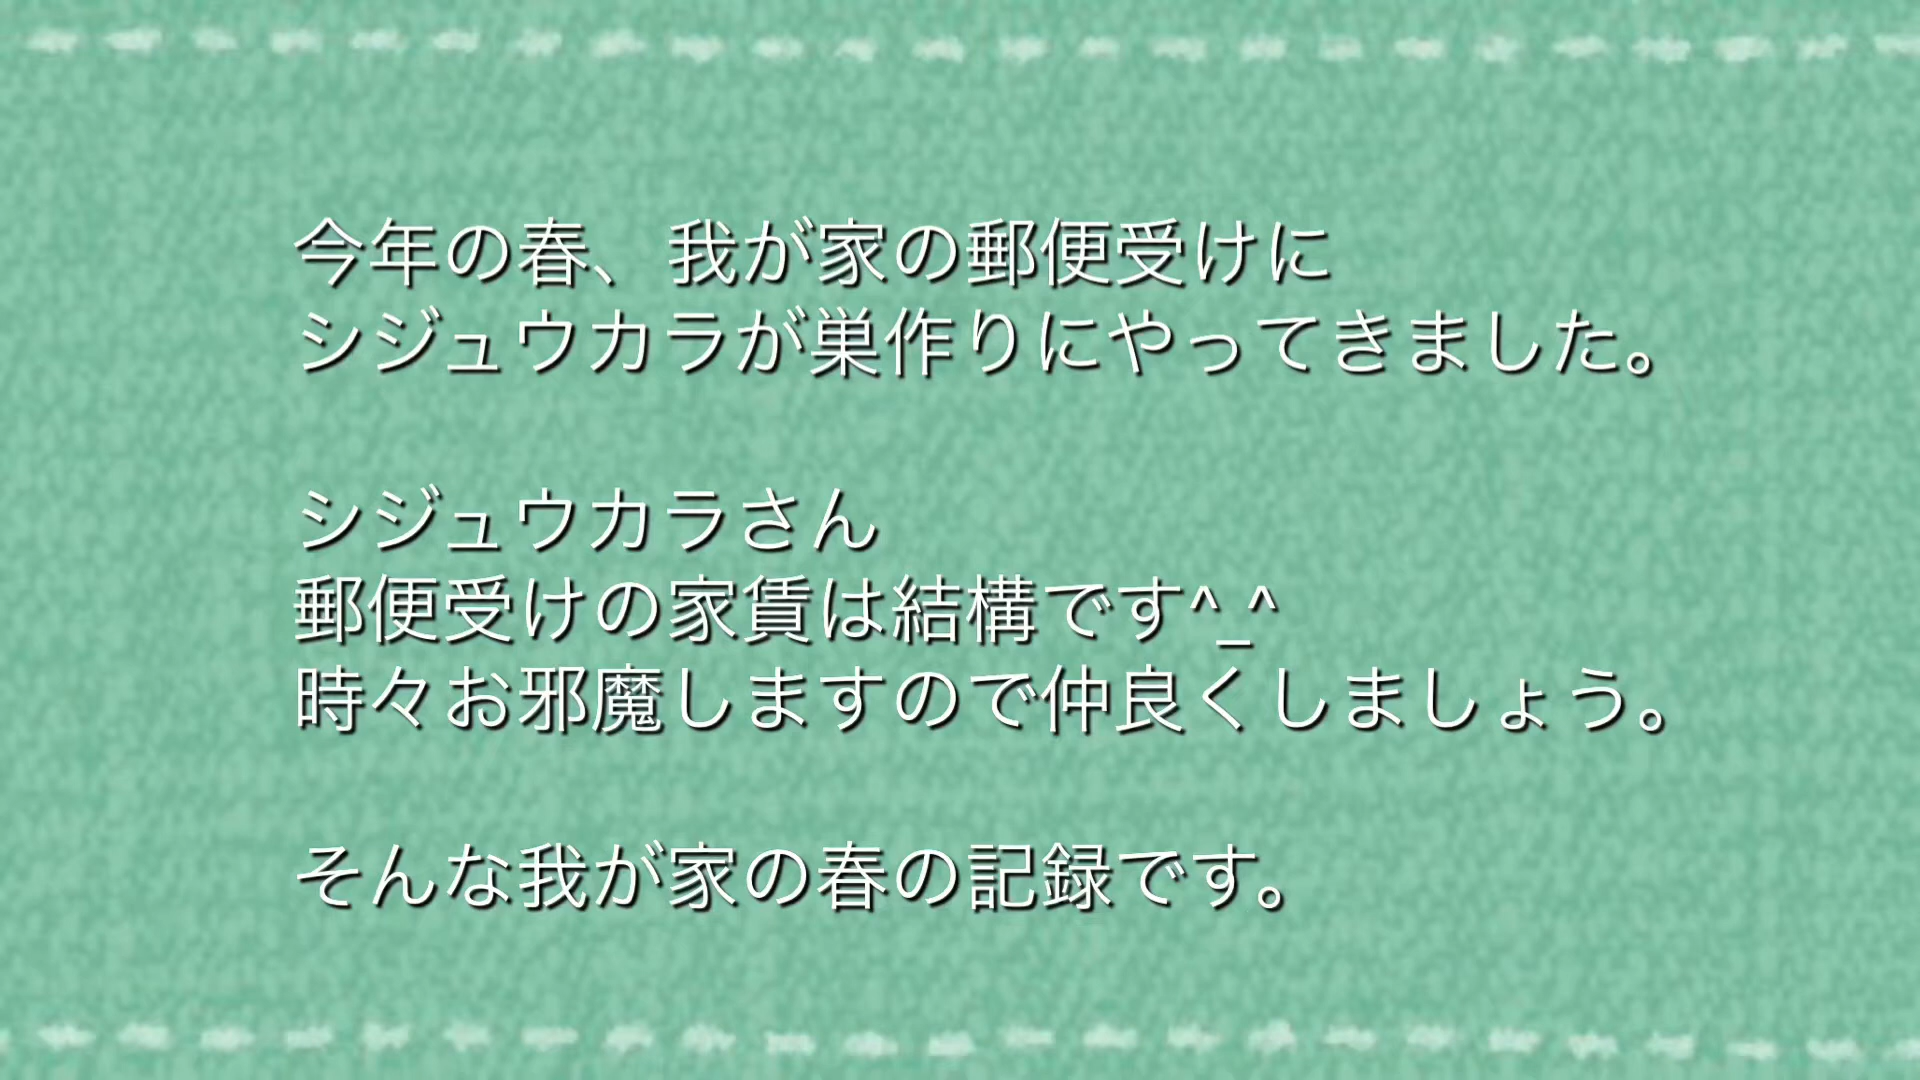 今年の春、我が家の郵便受けに
シジュウカラが巣作りにやってきました。
シジュウカラさん
郵便受けの家賃は結構です^_^
時々お邪魔しますので仲良くしましょう。
そんな我が家の春の記録です。